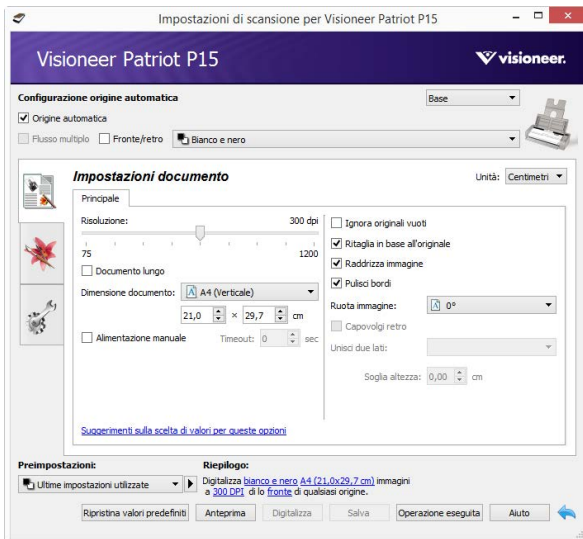 Impostazioni di scansione per Visioneer Patriot P15
Visioneer Patriot P15
visioneer.
Configurazione origine automatica
Base
Origine automatica
Flusso multiplo
Fronte/retro
Bianco e nero
Impostazioni documento
Unità: Centimetri
Principale
Risoluzione: 300 dpi
75 1200
Documento lungo
Dimensione documento: A4 (Verticale)
21,0 × 29,7 cm
Alimentazione manuale Timeout: 0 sec
Ignora originali vuoti
Ritaglia in base all'originale
Raddrizza immagine
Pulisci bordi
Ruota immagine: 0°
Capovolgi retro
Unisci due lati:
Soglia altezza: 0,00 cm
Suggerimenti sulla scelta di valori per queste opzioni
Preimpostazioni:
Ultime impostazioni utilizzate
Riepilogo:
Digitalizza bianco e nero A4 (21,0x29,7 cm) immagini
a 300 DPI di lo fronte di qualsiasi origine.
Ripristina valori predefiniti Anteprima Digitalizza Salva Operazione eseguita Aiuto